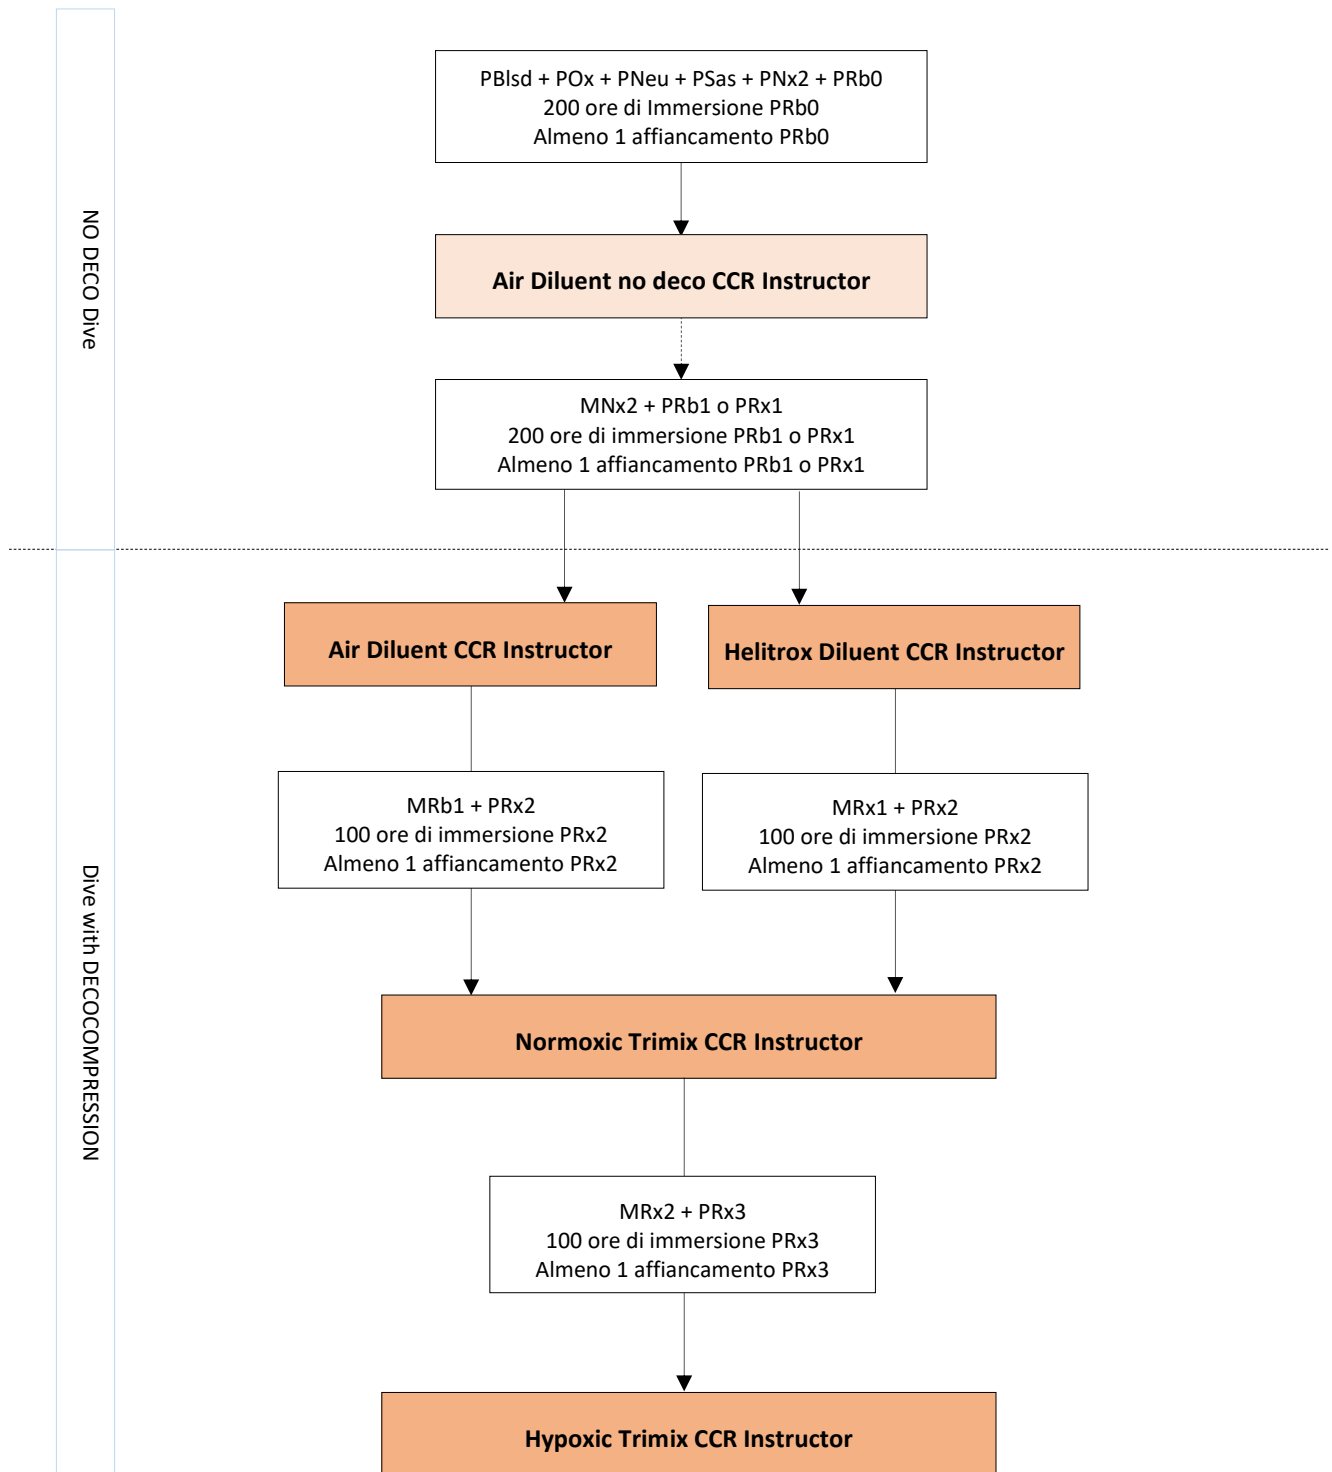 PBlsd + POx + PNeu + PSas + PNx2 + PRb0
200 ore di Immersione PRb0
Almeno 1 affiancamento PRb0
NO DECO Dive
Air Diluent no deco CCR Instructor
MNx2 + PRb1 o PRx1
200 ore di immersione PRb1 o PRx1
Almeno 1 affiancamento PRb1 o PRx1
Air Diluent CCR Instructor
Helitrox Diluent CCR Instructor
MRb1 + PRx2
100 ore di immersione PRx2
Almeno 1 affiancamento PRx2
MRx1 + PRx2
100 ore di immersione PRx2
Almeno 1 affiancamento PRx2
Dive with DECOCOMPRESSION
Normoxic Trimix CCR Instructor
MRx2 + PRx3
100 ore di immersione PRx3
Almeno 1 affiancamento PRx3
Hypoxic Trimix CCR Instructor